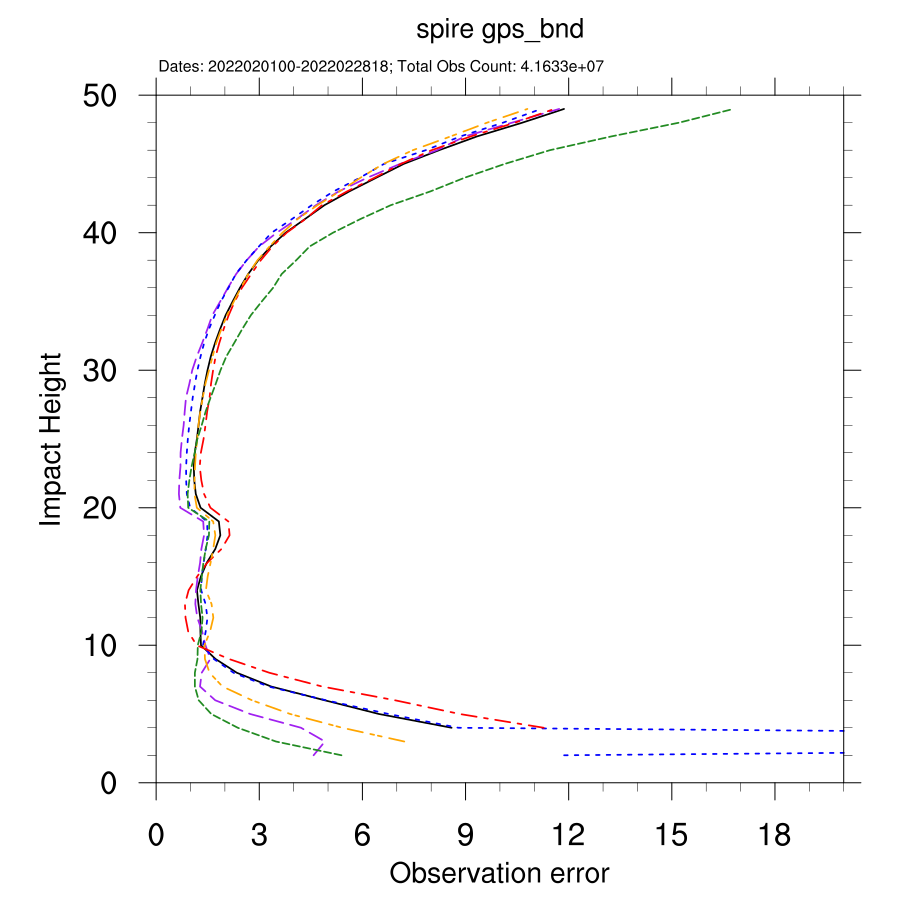 spire gps_bnd
Dates: 2022020100-2022022818; Total Obs Count: 4.1633e+07
50
40
30
20
10
0
Impact Height
0 3 6 9 12 15 18
Observation error